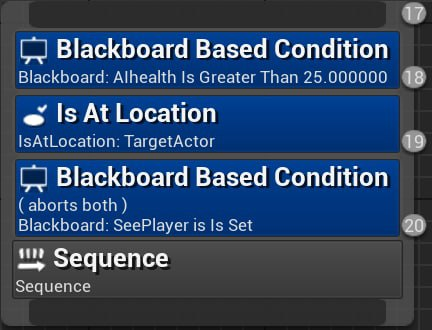 17
Blackboard Based Condition
Blackboard: AIhealth Is Greater Than 25.000000
18
Is At Location
IsAtLocation: TargetActor
19
Blackboard Based Condition
( aborts both )
Blackboard: SeePlayer is Is Set
20
Sequence
Sequence